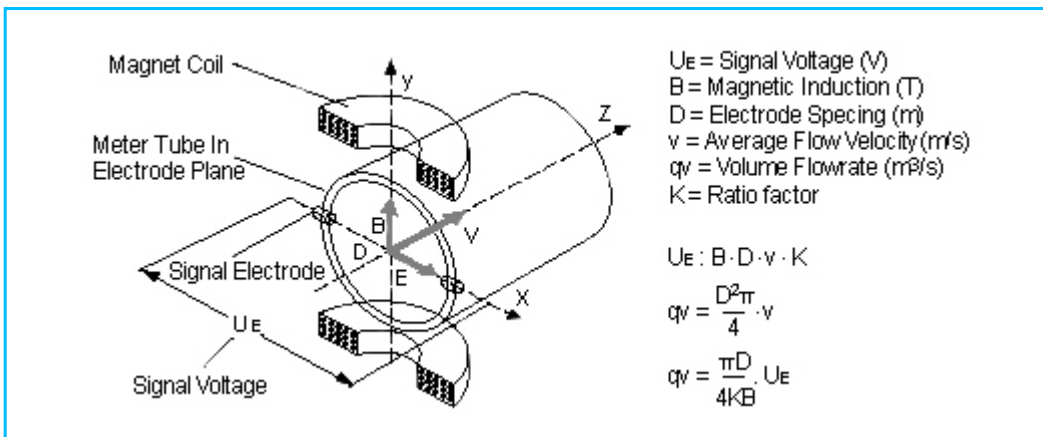 Magnet Coil
Meter Tube In
Electrode Plane
Signal Electrode
Signal Voltage
UE
y
Z
B
V
D
E
X
UE = Signal Voltage (V)
B = Magnetic Induction (T)
D = Electrode Specing (m)
v = Average Flow Velocity (m/s)
qv = Volume Flowrate (m³/s)
K = Ratio factor
UE : B·D·v·K
qv = D²π/4 · v
qv = πD/4KB . UE